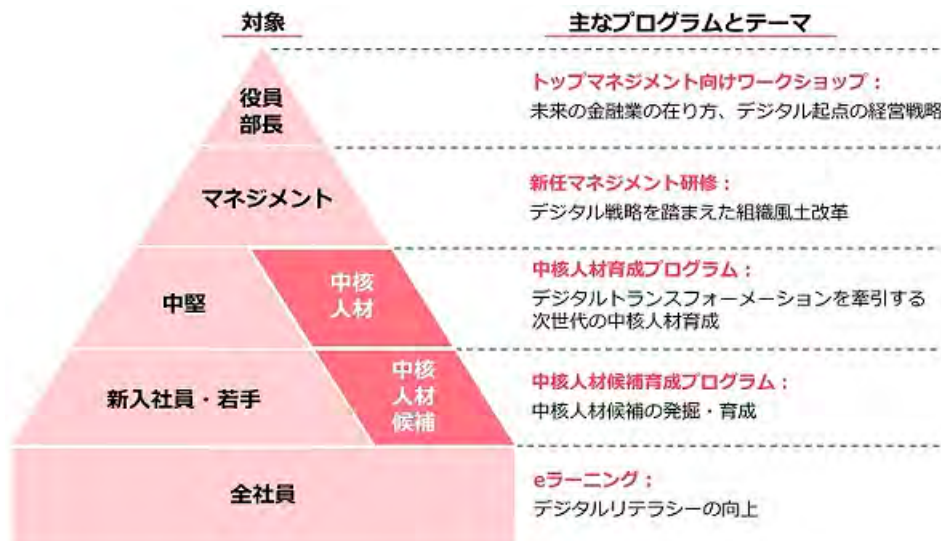 対象
主なプログラムとテーマ
役員
部長
トップマネジメント向けワークショップ：
未来の金融業の在り方、デジタル起点の経営戦略
マネジメント
新任マネジメント研修：
デジタル戦略を踏まえた組織風土改革
中堅
中核
人材
中核人材育成プログラム：
デジタルトランスフォーメーションを牽引する
次世代の中核人材育成
新入社員・若手
中核
人材
候補
中核人材候補育成プログラム：
中核人材候補の発掘・育成
全社員
eラーニング：
デジタルリテラシーの向上